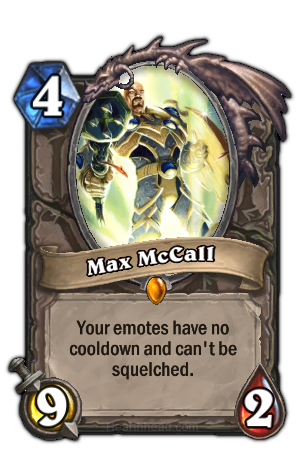 4
Max McCall
Your emotes have no
cooldown and can't be
squelched.
9
2